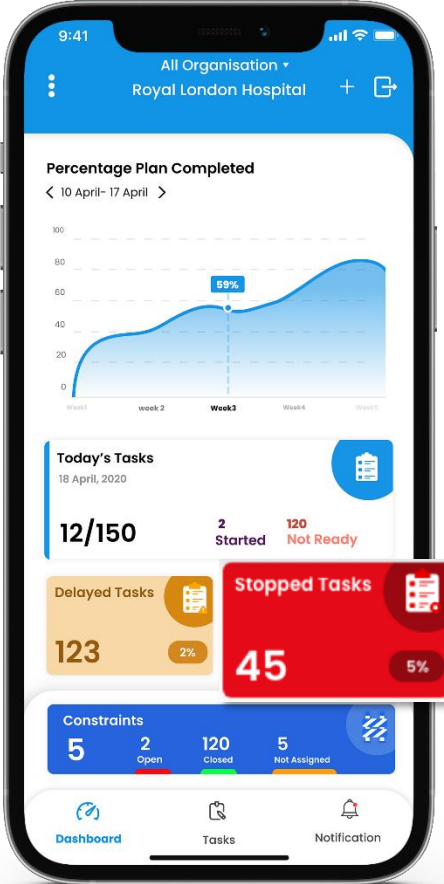 9:41
All Organisation
Royal London Hospital
Percentage Plan Completed
10 April- 17 April
100
80
60
40
20
0
59%
Week1 week 2 Week3 Week4 Week5
Today's Tasks
18 April, 2020
12/150
2
Started
120
Not Ready
Delayed Tasks
123
2%
Stopped Tasks
45
5%
Constraints
5
2
Open
120
Closed
5
Not Assigned
Dashboard
Tasks
Notification